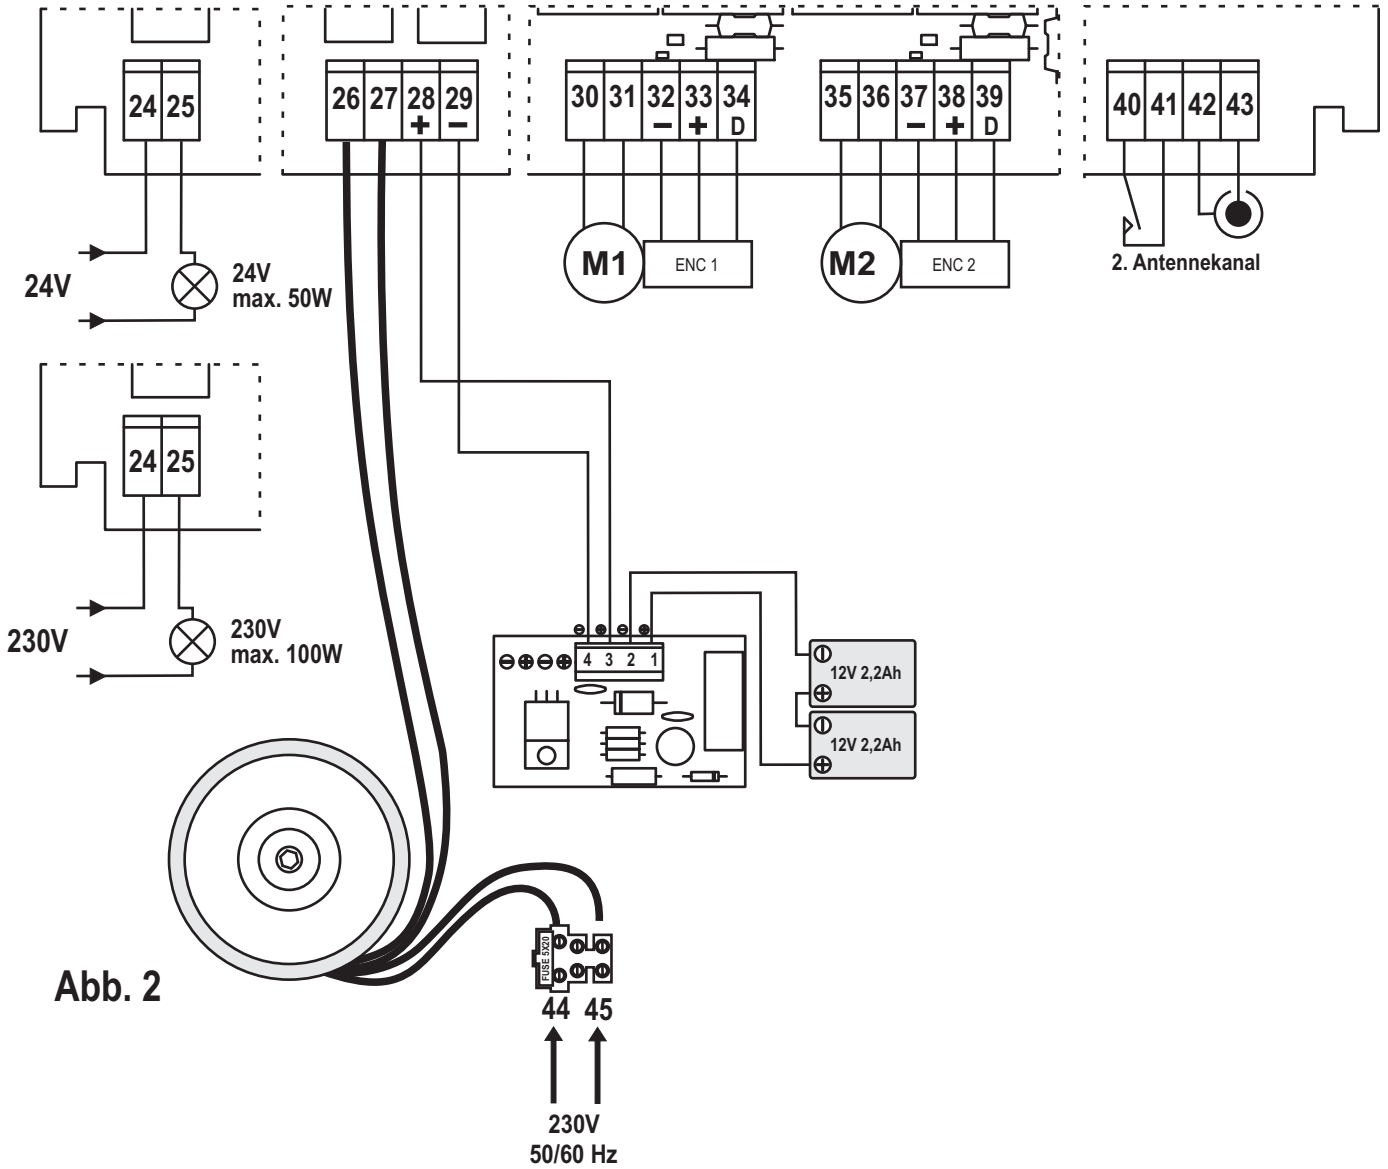 24 25
26 27 28 29
+ −
30 31 32 33 34
− + D
35 36 37 38 39
− + D
40 41 42 43
M1
ENC 1
M2
ENC 2
2. Antennekanal
24V
24V
max. 50W
24 25
230V
230V
max. 100W
4 3 2 1
12V 2,2Ah
12V 2,2Ah
FUSE 5X20
Abb. 2
44 45
230V
50/60 Hz